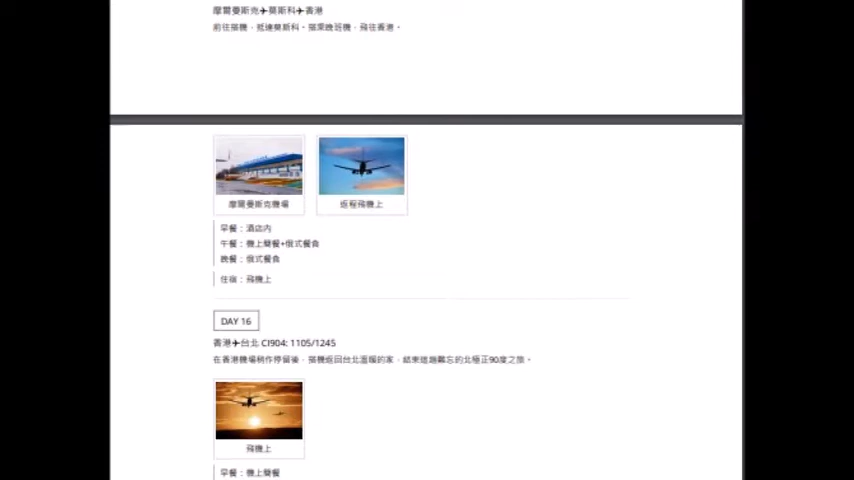 摩爾曼斯克✈莫斯科✈香港
前往搭機，抵達莫斯科。搭乘晚班機，飛往香港。
摩爾曼斯克機場
返程飛機上
早餐：酒店內
午餐：機上簡餐+俄式餐食
晚餐：俄式餐食
住宿：飛機上
DAY 16
香港✈台北 CI904: 1105/1245
在香港機場稍作停留後，搭機返回台北溫暖的家，結束這趟難忘的北極正90度之旅。
飛機上
早餐：機上簡餐